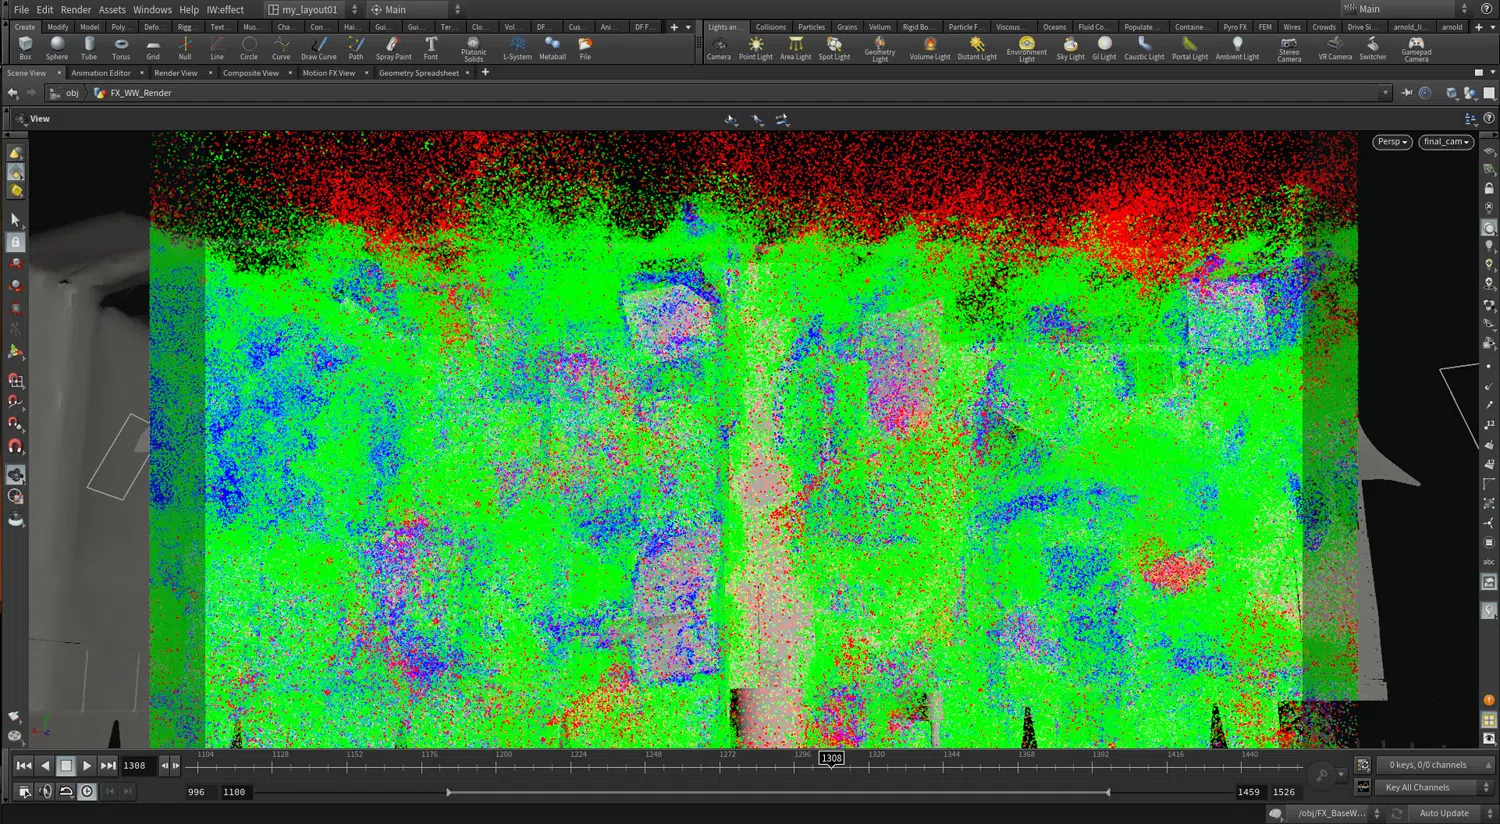 File Edit Render Assets Windows Help IW:effect my_layout01 Main Main
Create Modify Model Poly... Defo... Rigg... Text... Mus... Cha... Con... Hai... Gui... Gui... Ter... Clo... Vol... DF ... Cus... Ani... DF F...
Lights an... Collisions Particles Grains Vellum Rigid Bo... Particle F... Viscous... Oceans Fluid Co... Populate... Containe... Pyro FX FEM Wires Crowds Drive Si... arnold_li... arnold
Box Sphere Tube Torus Grid Null Line Circle Curve Draw Curve Path Spray Paint Font Platonic Solids L-System Metaball File
Camera Point Light Area Light Spot Light Geometry Light Volume Light Distant Light Environment Light Sky Light GI Light Caustic Light Portal Light Ambient Light Stereo Camera VR Camera Switcher Gamepad Camera
Scene View Animation Editor Render View Composite View Motion FX View Geometry Spreadsheet
obj FX_WW_Render
View
Persp final_cam
12
12
abc
1104 1128 1152 1176 1200 1224 1248 1272 1296 1320 1344 1368 1392 1416 1440
1308 1308 0 keys, 0/0 channels
996 1100 1459 1526 Key All Channels
/obj/FX_BaseW... Auto Update